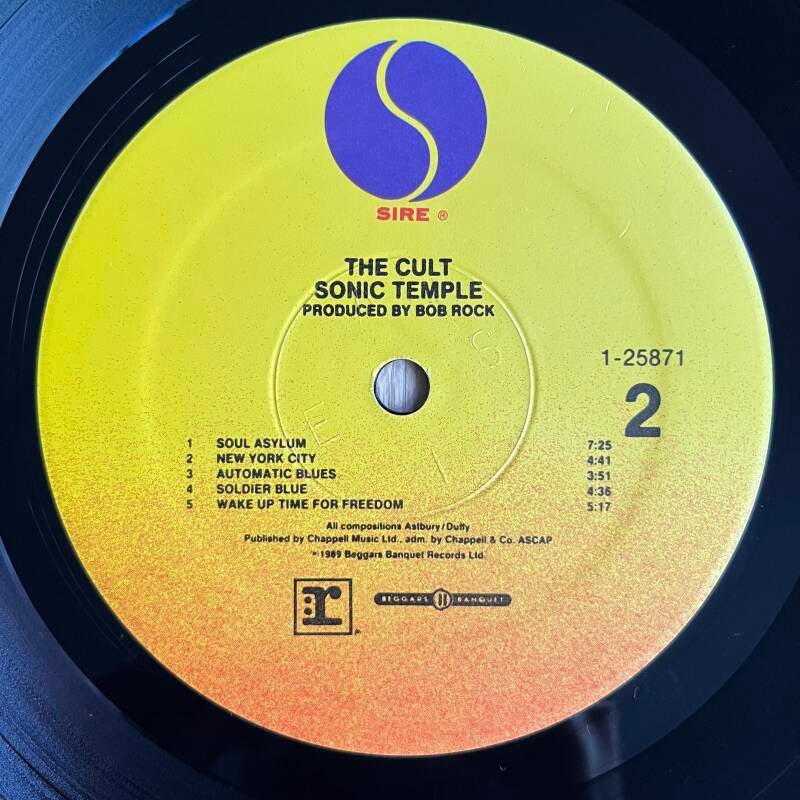 SIRE ®
THE CULT
SONIC TEMPLE
PRODUCED BY BOB ROCK
1-25871
2
1 SOUL ASYLUM 7:25
2 NEW YORK CITY 4:41
3 AUTOMATIC BLUES 3:51
4 SOLDIER BLUE 4:36
5 WAKE UP TIME FOR FREEDOM 5:17
All compositions Astbury/Duffy
Published by Chappell Music Ltd., adm. by Chappell & Co. ASCAP
℗ 1989 Beggars Banquet Records Ltd.
r
BEGGARS BANQUET